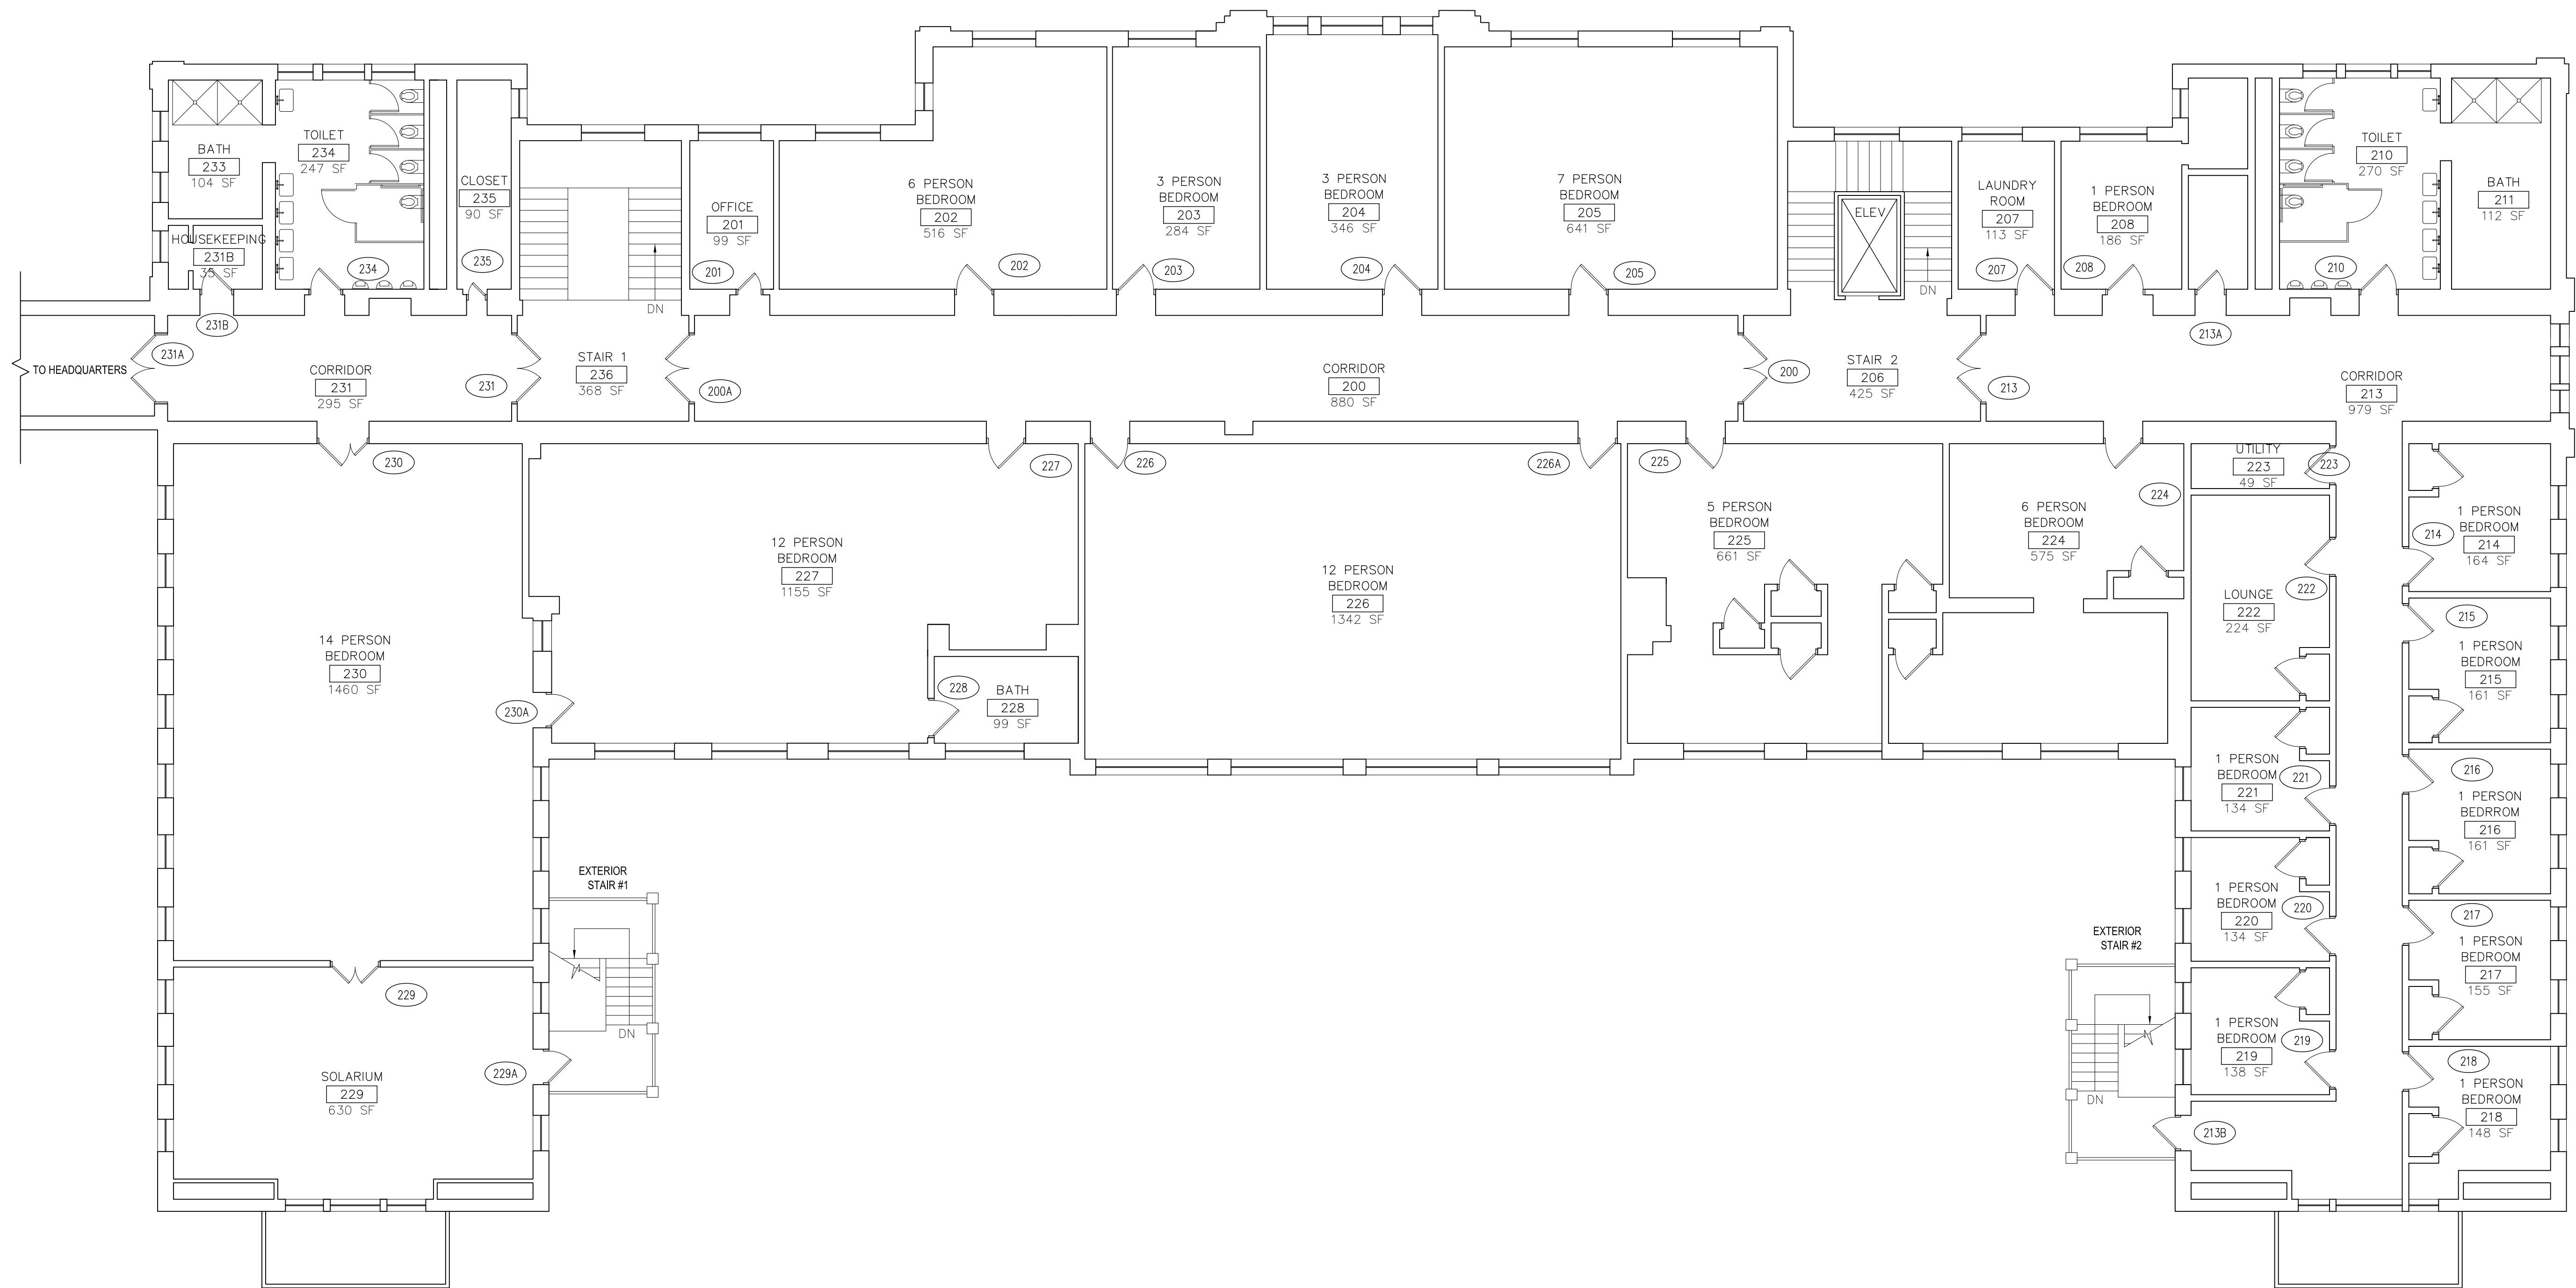 BATH
233
104 SF
TOILET
234
247 SF
CLOSET
235
90 SF
HOUSEKEEPING
231B
35 SF
234
235
231B
OFFICE
201
99 SF
201
6 PERSON
BEDROOM
202
516 SF
202
3 PERSON
BEDROOM
203
284 SF
203
3 PERSON
BEDROOM
204
346 SF
204
7 PERSON
BEDROOM
205
641 SF
205
ELEV
DN
DN
LAUNDRY
ROOM
207
113 SF
207
1 PERSON
BEDROOM
208
186 SF
208
TOILET
210
270 SF
210
BATH
211
112 SF
213A
TO HEADQUARTERS
231A
CORRIDOR
231
295 SF
231
STAIR 1
236
368 SF
200A
CORRIDOR
200
880 SF
200
STAIR 2
206
425 SF
213
CORRIDOR
213
979 SF
230
14 PERSON
BEDROOM
230
1460 SF
230A
227
12 PERSON
BEDROOM
227
1155 SF
228
BATH
228
99 SF
226
226A
12 PERSON
BEDROOM
226
1342 SF
225
5 PERSON
BEDROOM
225
661 SF
224
6 PERSON
BEDROOM
224
575 SF
UTILITY
223
49 SF
223
LOUNGE
222
224 SF
222
214
1 PERSON
BEDROOM
214
164 SF
215
1 PERSON
BEDROOM
215
161 SF
216
1 PERSON
BEDRROM
216
161 SF
217
1 PERSON
BEDROOM
217
155 SF
218
1 PERSON
BEDROOM
218
148 SF
1 PERSON
BEDROOM
221
134 SF
221
1 PERSON
BEDROOM
220
134 SF
220
1 PERSON
BEDROOM
219
138 SF
219
213B
EXTERIOR
STAIR #1
DN
EXTERIOR
STAIR #2
DN
229
SOLARIUM
229
630 SF
229A